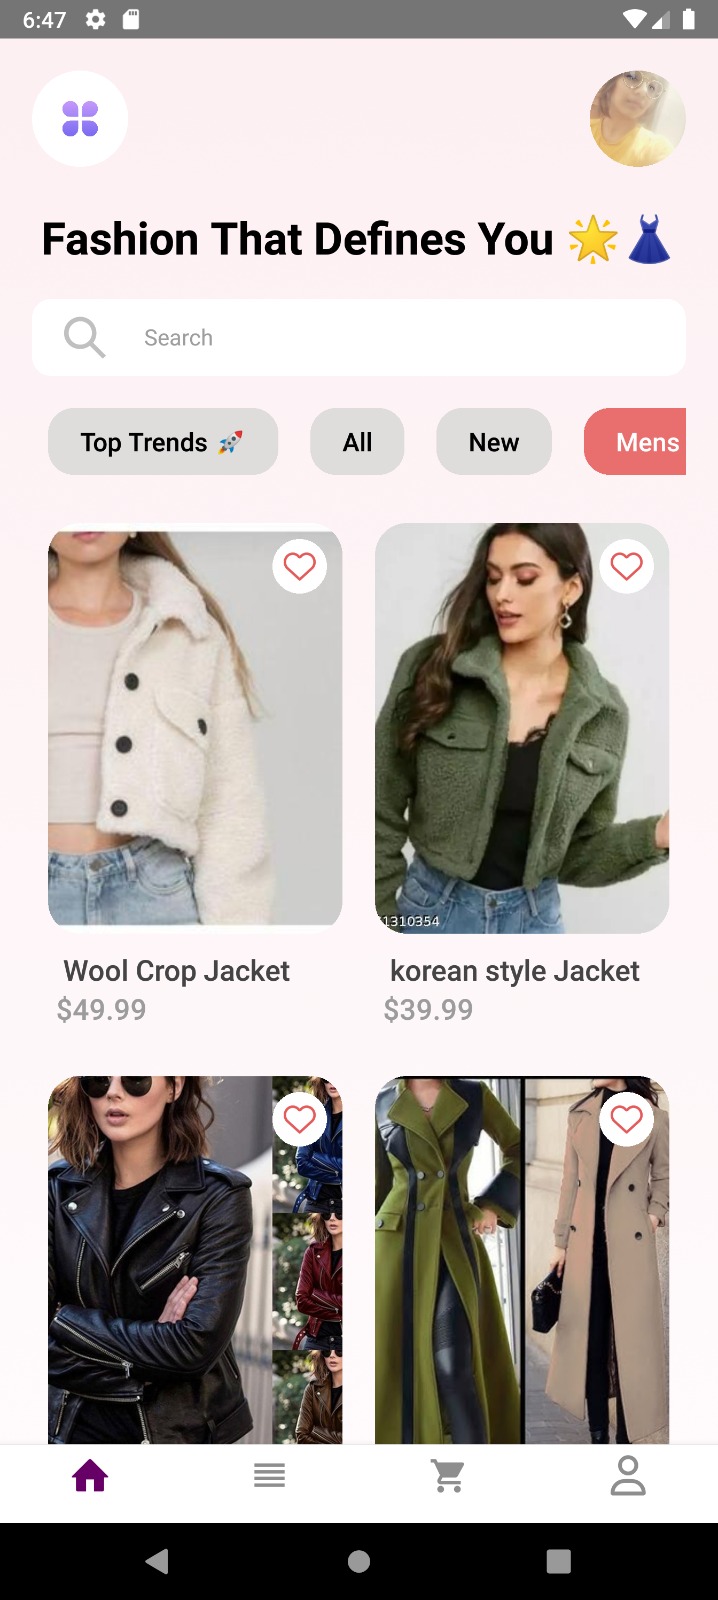 6:47
Fashion That Defines You 🌟👗
Search
Top Trends 🚀 All New Mens
1310354
Wool Crop Jacket korean style Jacket
$49.99 $39.99